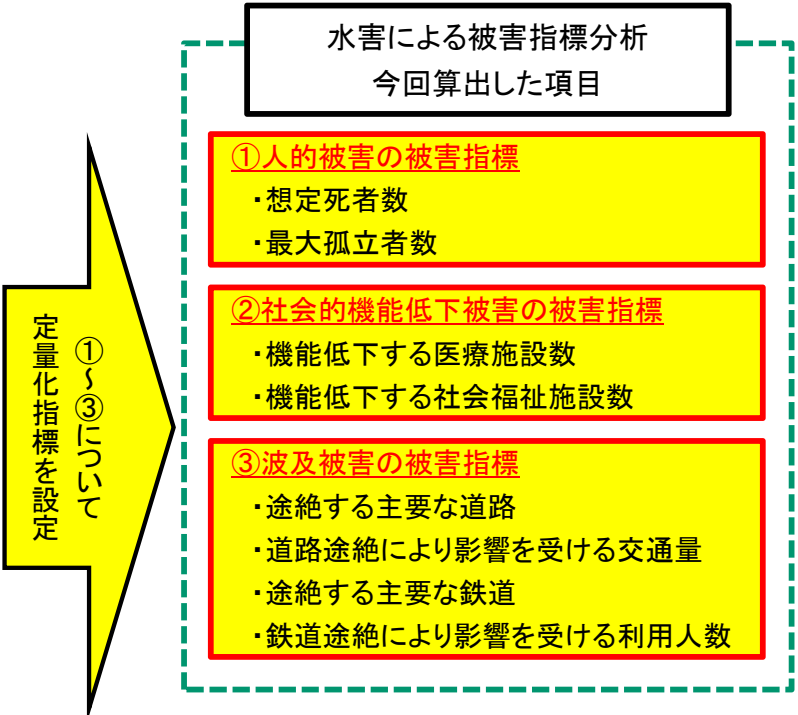 水害による被害指標分析
今回算出した項目
①人的被害の被害指標
・想定死者数
・最大孤立者数
②社会的機能低下被害の被害指標
・機能低下する医療施設数
・機能低下する社会福祉施設数
③波及被害の被害指標
・途絶する主要な道路
・道路途絶により影響を受ける交通量
・途絶する主要な鉄道
・鉄道途絶により影響を受ける利用人数
①～③について
定量化指標を設定